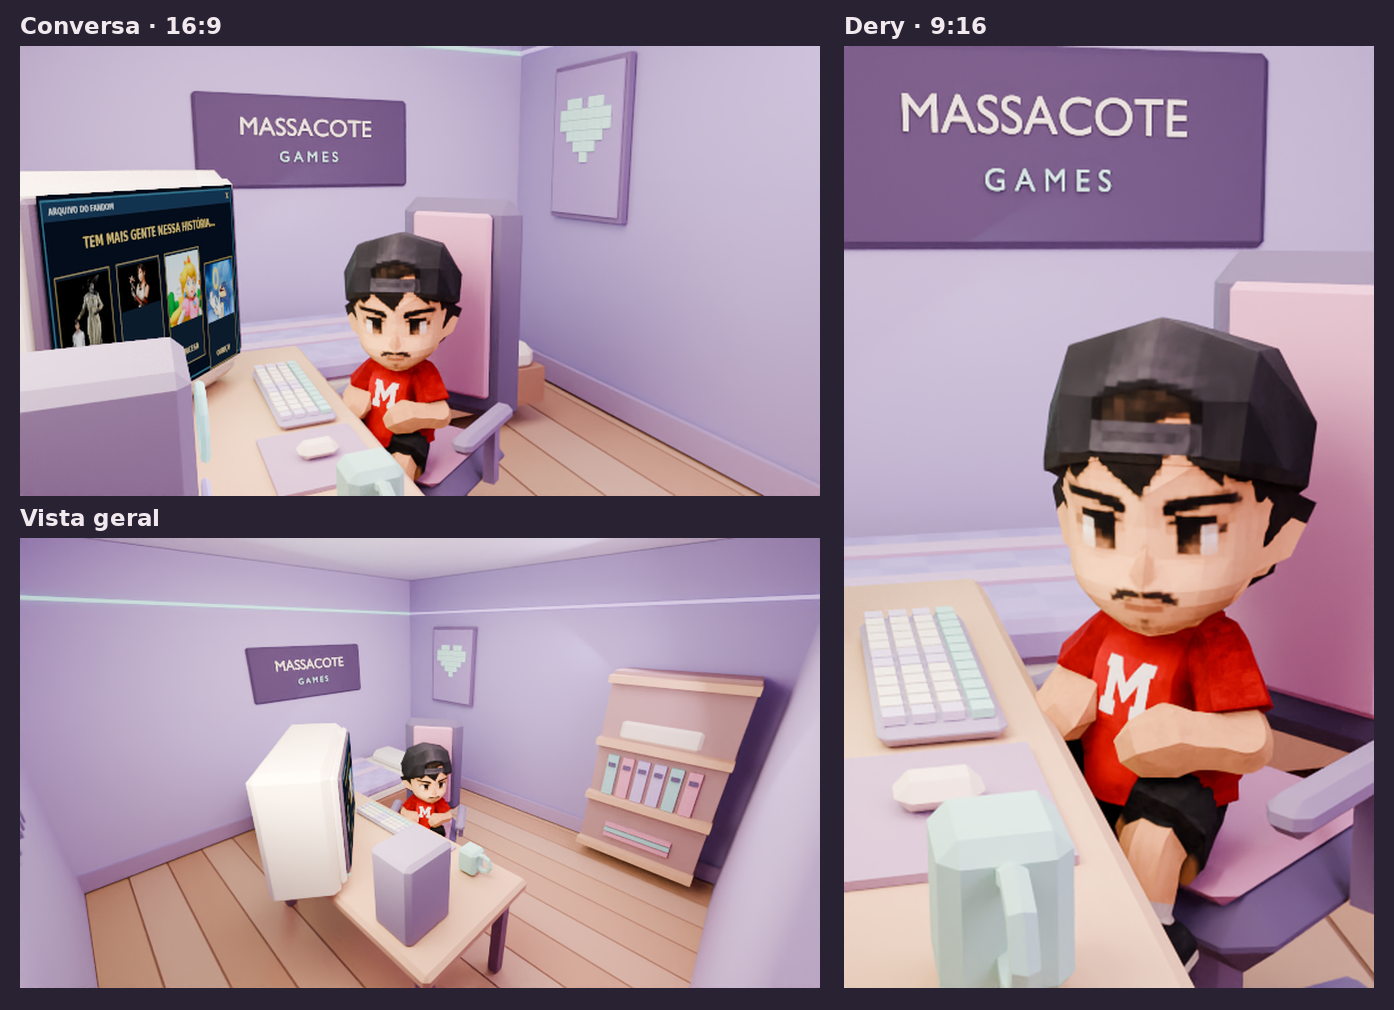 Conversa · 16:9
MASSACOTE
GAMES
ARQUIVO DO FANDOM
X
TEM MAIS GENTE NESSA HISTÓRIA...
M
Vista geral
MASSACOTE
GAMES
M
Dery · 9:16
MASSACOTE
GAMES
M